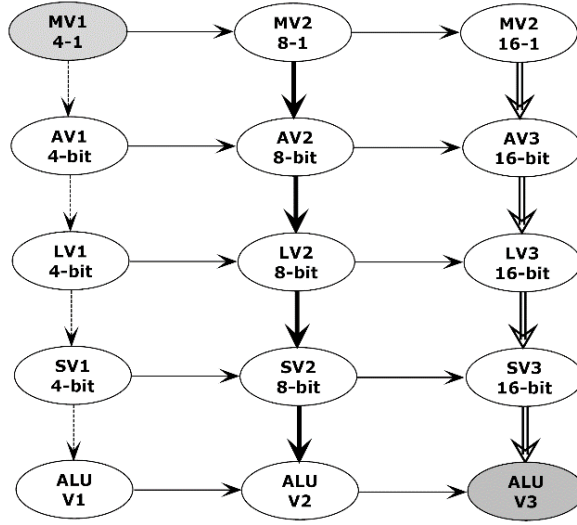 MV1
4-1
MV2
8-1
MV2
16-1
AV1
4-bit
AV2
8-bit
AV3
16-bit
LV1
4-bit
LV2
8-bit
LV3
16-bit
SV1
4-bit
SV2
8-bit
SV3
16-bit
ALU
V1
ALU
V2
ALU
V3